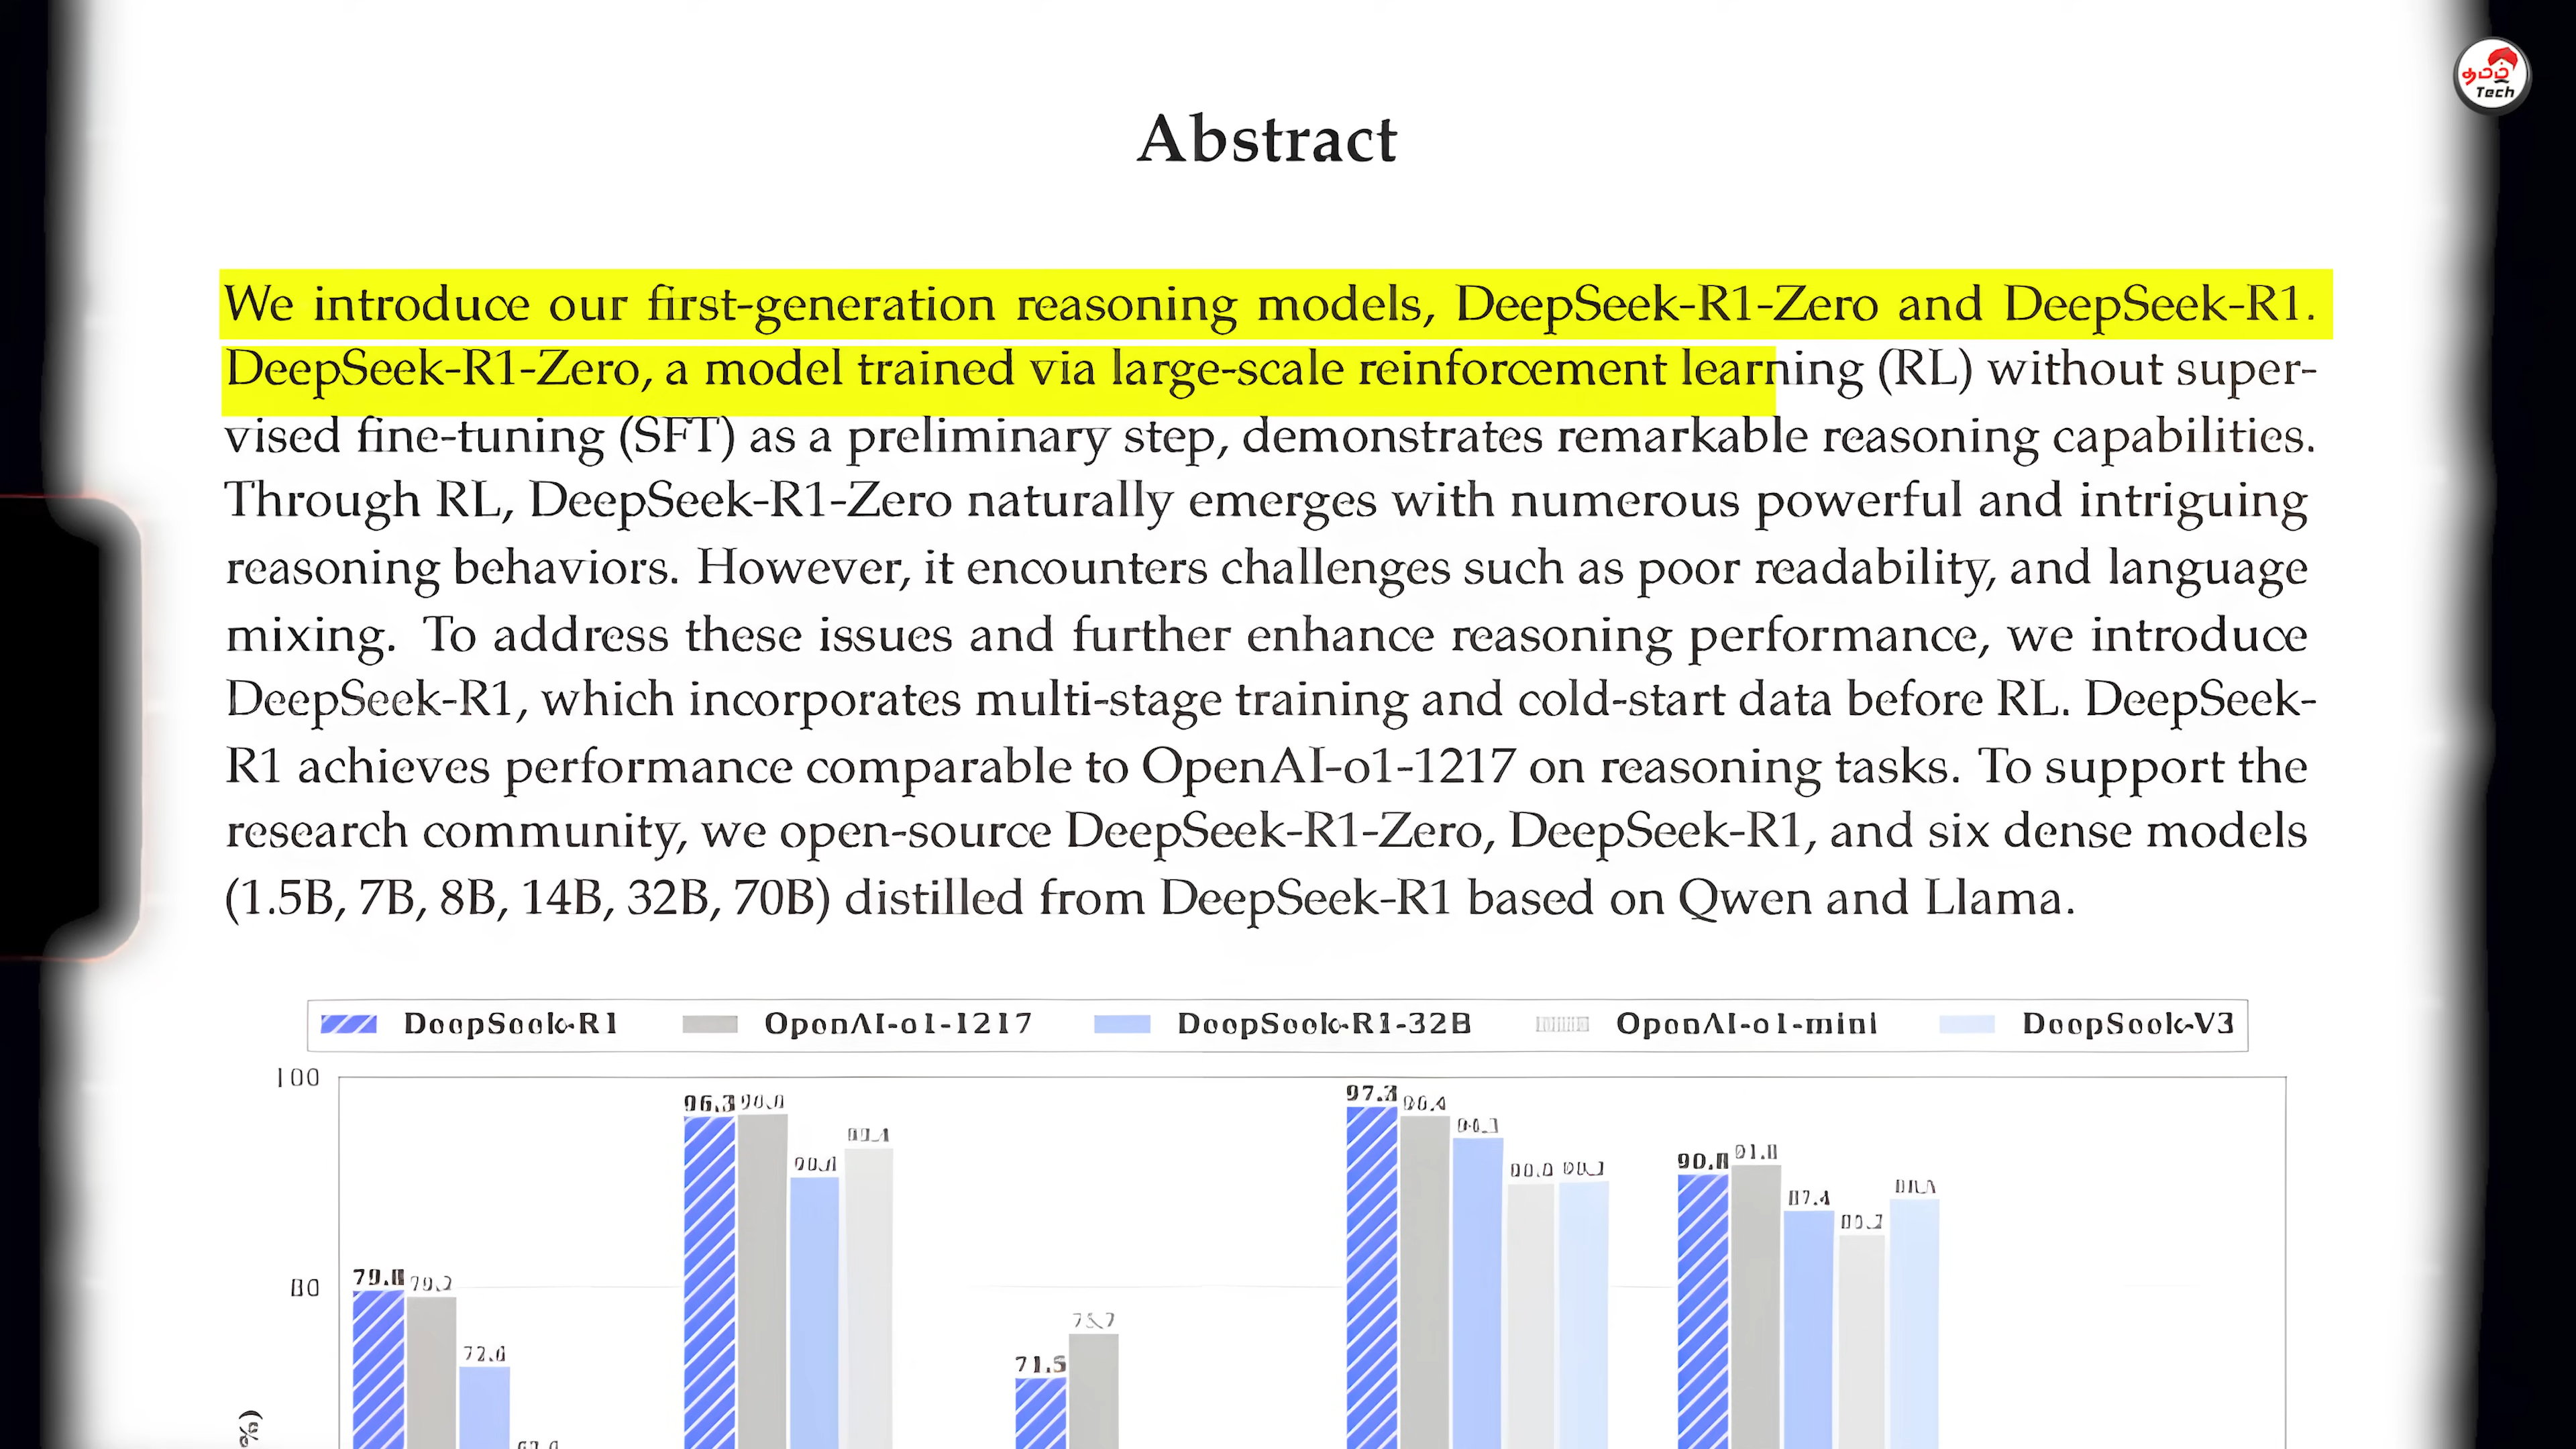 தமிழ்
Tech
Abstract
We introduce our first-generation reasoning models, DeepSeek-R1-Zero and DeepSeek-R1.
DeepSeek-R1-Zero, a model trained via large-scale reinforcement learning (RL) without super-
vised fine-tuning (SFT) as a preliminary step, demonstrates remarkable reasoning capabilities.
Through RL, DeepSeek-R1-Zero naturally emerges with numerous powerful and intriguing
reasoning behaviors. However, it encounters challenges such as poor readability, and language
mixing. To address these issues and further enhance reasoning performance, we introduce
DeepSeek-R1, which incorporates multi-stage training and cold-start data before RL. DeepSeek-
R1 achieves performance comparable to OpenAI-o1-1217 on reasoning tasks. To support the
research community, we open-source DeepSeek-R1-Zero, DeepSeek-R1, and six dense models
(1.5B, 7B, 8B, 14B, 32B, 70B) distilled from DeepSeek-R1 based on Qwen and Llama.
DeepSeek-R1 OpenAI-o1-1217 DeepSeek-R1-32B OpenAI-o1-mini DeepSeek-V3
100
97.3
96.3
91.8
90.8
87.4
80
79.8 79.2
72.6
71.5